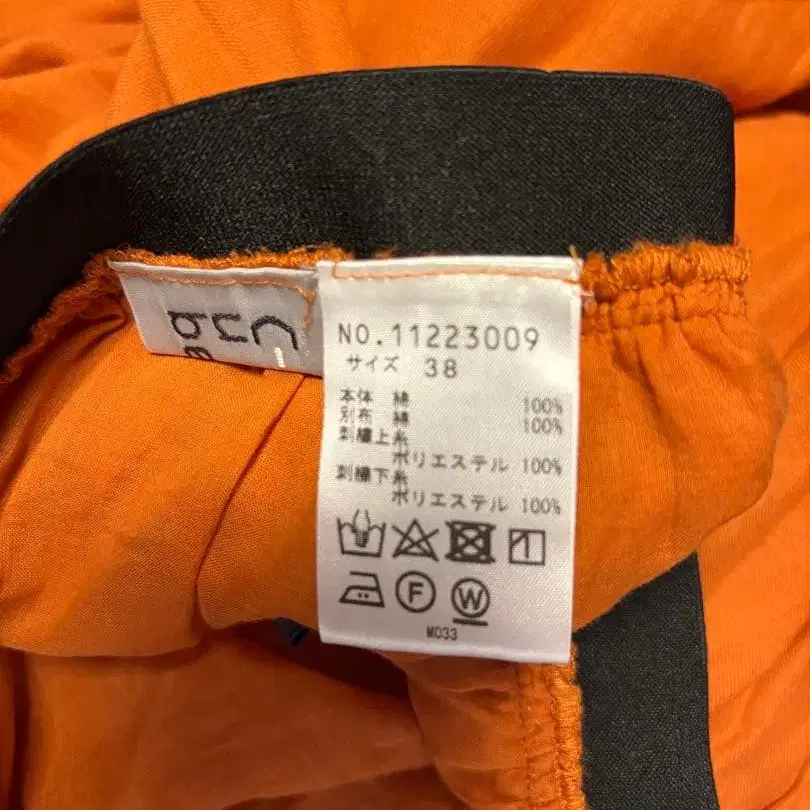 NO.11223009
サイズ 38
本体 綿 100%
別布 綿 100%
刺繍上糸
ポリエステル 100%
刺繍下糸
ポリエステル 100%
F W
M033